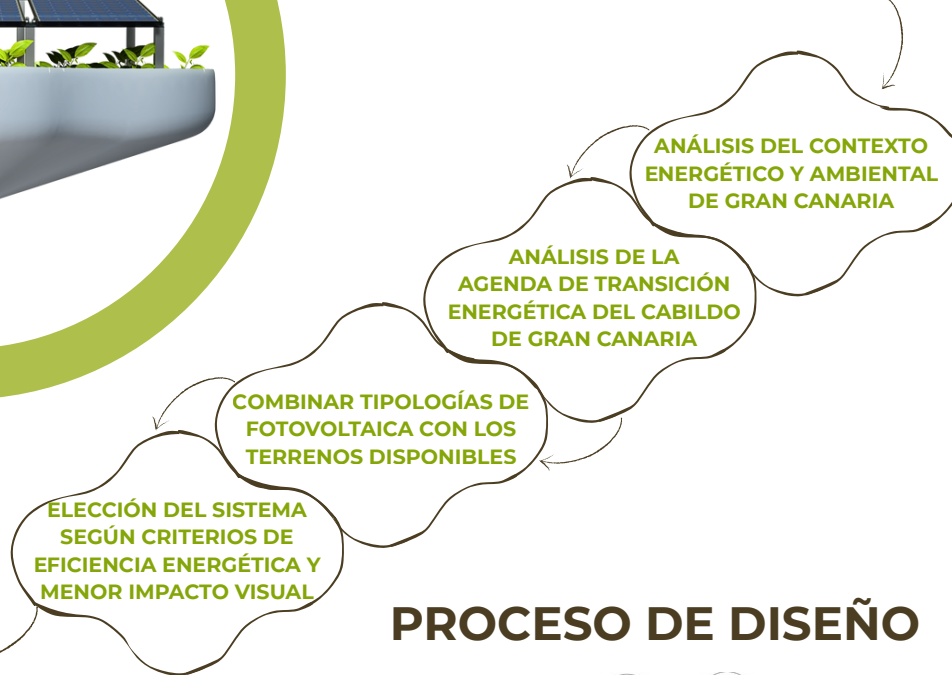 ANÁLISIS DEL CONTEXTO
ENERGÉTICO Y AMBIENTAL
DE GRAN CANARIA
ANÁLISIS DE LA
AGENDA DE TRANSICIÓN
ENERGÉTICA DEL CABILDO
DE GRAN CANARIA
COMBINAR TIPOLOGÍAS DE
FOTOVOLTAICA CON LOS
TERRENOS DISPONIBLES
ELECCIÓN DEL SISTEMA
SEGÚN CRITERIOS DE
EFICIENCIA ENERGÉTICA Y
MENOR IMPACTO VISUAL
PROCESO DE DISEÑO